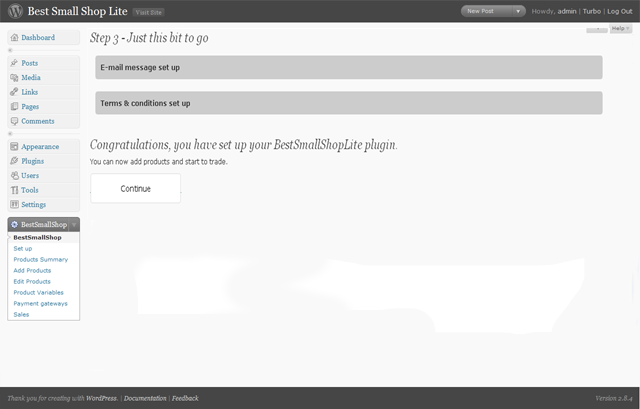 Best Small Shop Lite Visit Site New Post Howdy, admin | Turbo | Log Out
Help
Dashboard
Posts
Media
Links
Pages
Comments
Appearance
Plugins
Users
Tools
Settings
BestSmallShop
BestSmallShop
Set up
Products Summary
Add Products
Edit Products
Product Variables
Payment gateways
Sales
Step 3 - Just this bit to go
E-mail message set up
Terms & conditions set up
Congratulations, you have set up your BestSmallShopLite plugin.
You can now add products and start to trade.
Continue
Thank you for creating with WordPress. | Documentation | Feedback Version 2.8.4